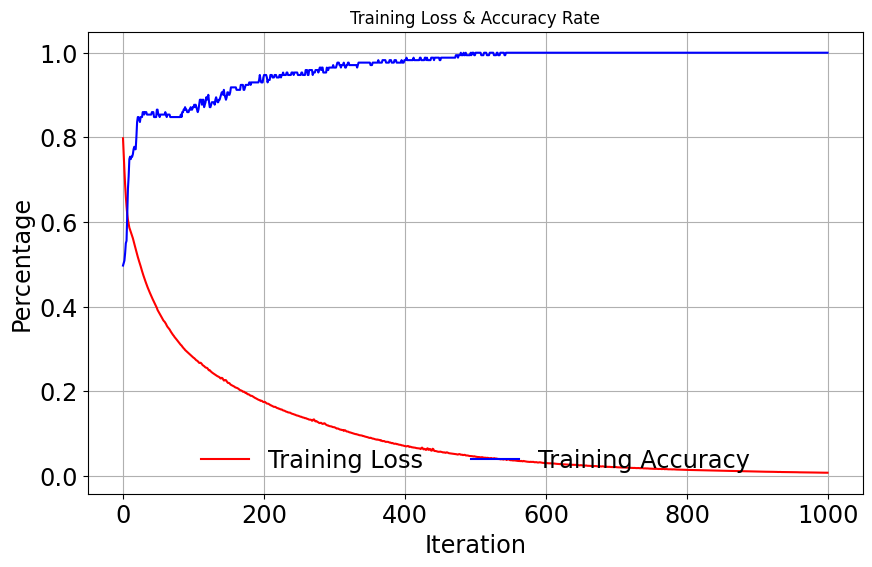 Training Loss & Accuracy Rate
1.0
0.8
0.6
0.4
0.2
0.0
Percentage
Training Loss Training Accuracy
0 200 400 600 800 1000
Iteration